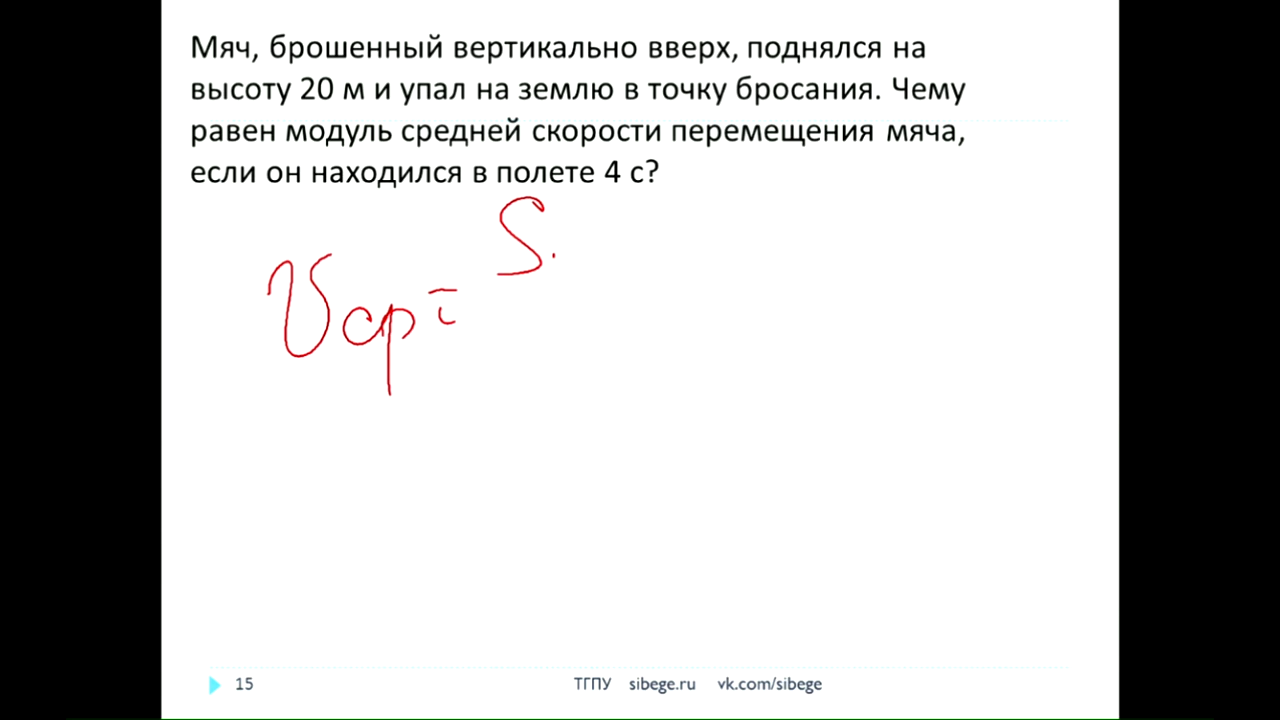 Мяч, брошенный вертикально вверх, поднялся на
высоту 20 м и упал на землю в точку бросания. Чему
равен модуль средней скорости перемещения мяча,
если он находился в полете 4 с?
S.
Vср =
15 ТГПУ sibege.ru vk.com/sibege